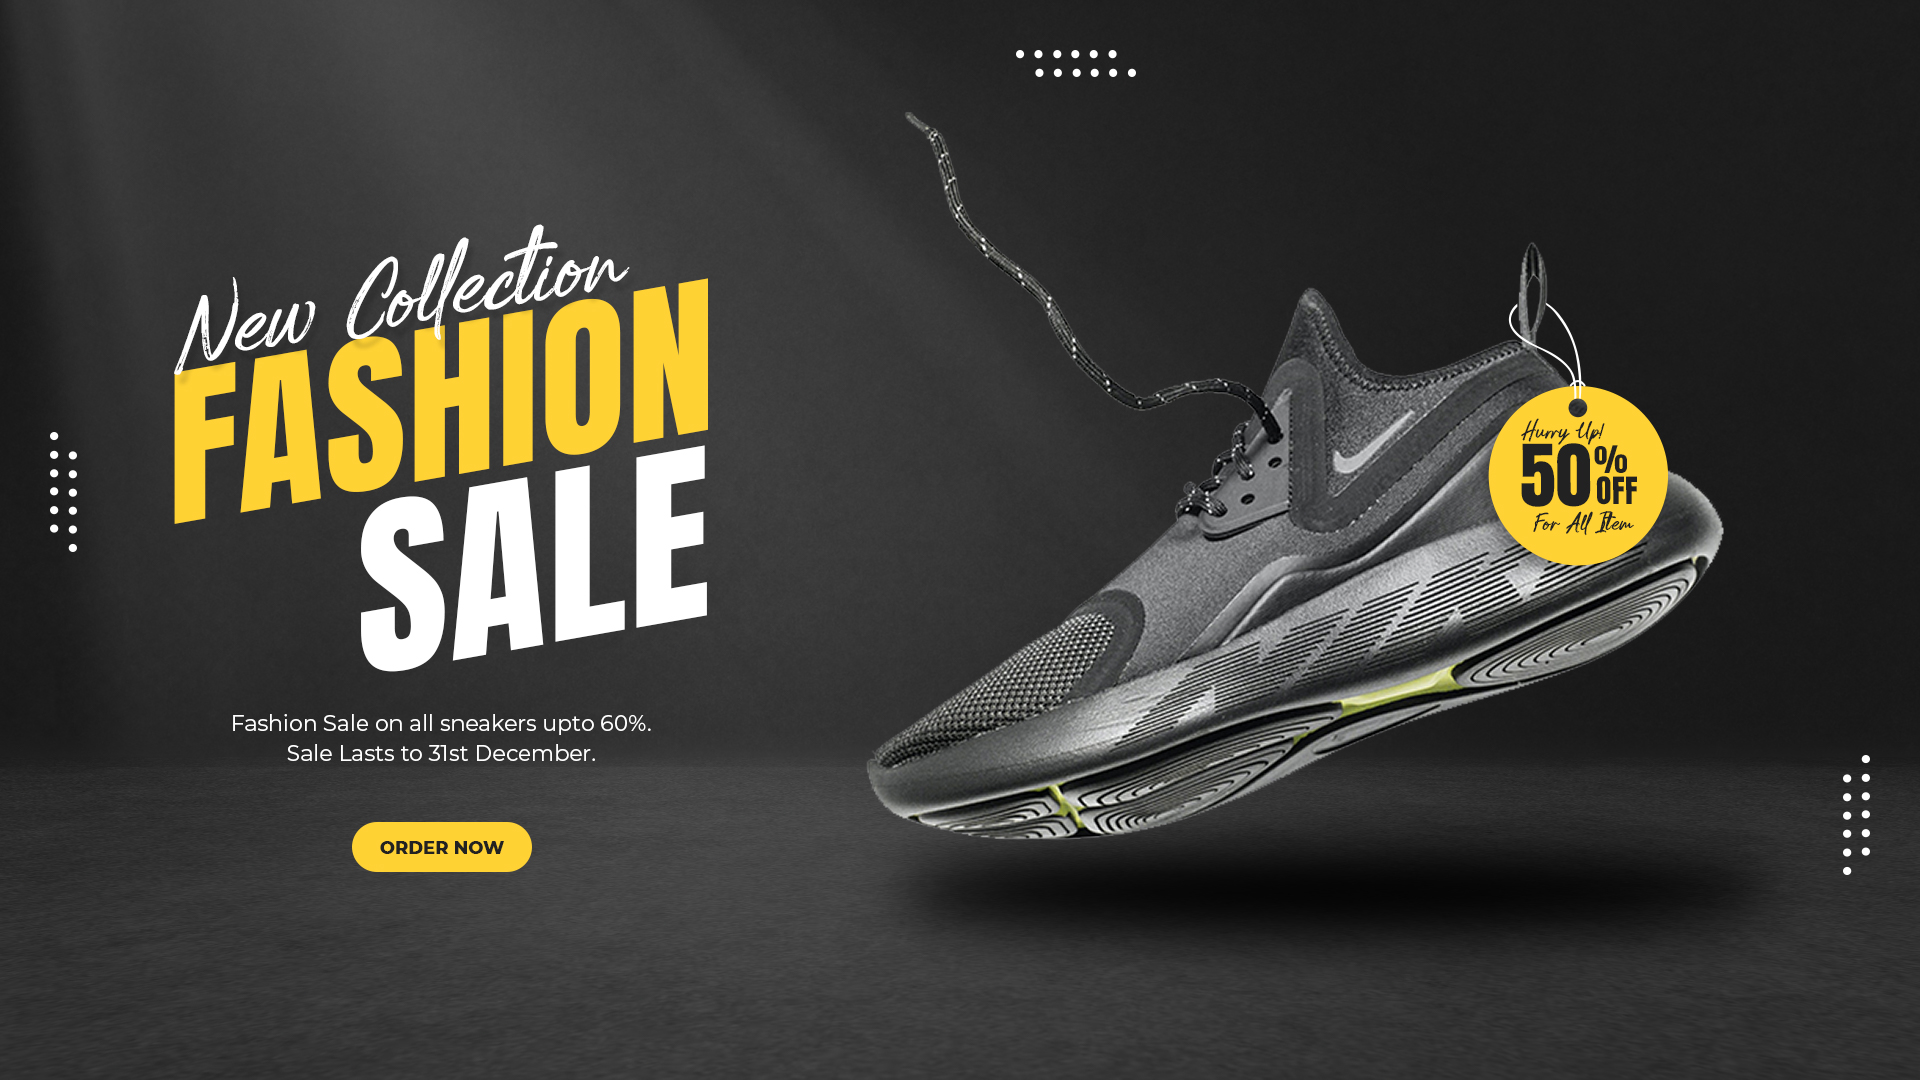 New Collection
FASHION
SALE
Fashion Sale on all sneakers upto 60%.
Sale Lasts to 31st December.
ORDER NOW
Hurry Up!
50% OFF
For All Item